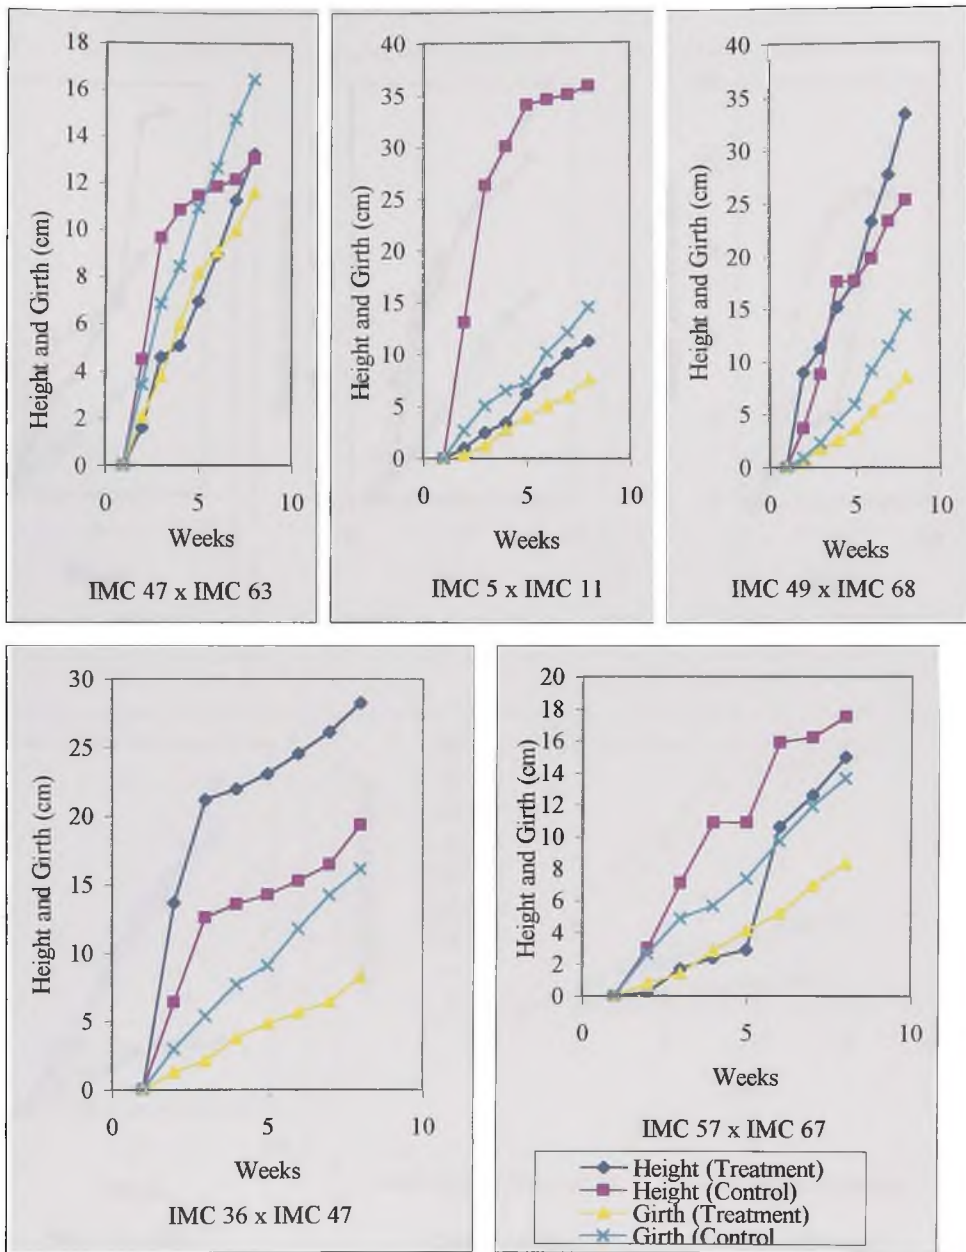 18
16
14
12
10
8
6
4
2
0
Height and Girth (cm)
0 5 10
Weeks
IMC 47 x IMC 63
40
35
30
25
20
15
10
5
0
Height and Girth (cm)
0 5 10
Weeks
IMC 5 x IMC 11
40
35
30
25
20
15
10
5
0
Height and Girth (cm)
0 5 10
Weeks
IMC 49 x IMC 68
30
25
20
15
10
5
0
Height and Girth (cm)
0 5 10
Weeks
IMC 36 x IMC 47
20
18
16
14
12
10
8
6
4
2
0
Height and Girth (cm)
0 5 10
Weeks
IMC 57 x IMC 67
Height (Treatment)
Height (Control)
Girth (Treatment)
Girth (Control